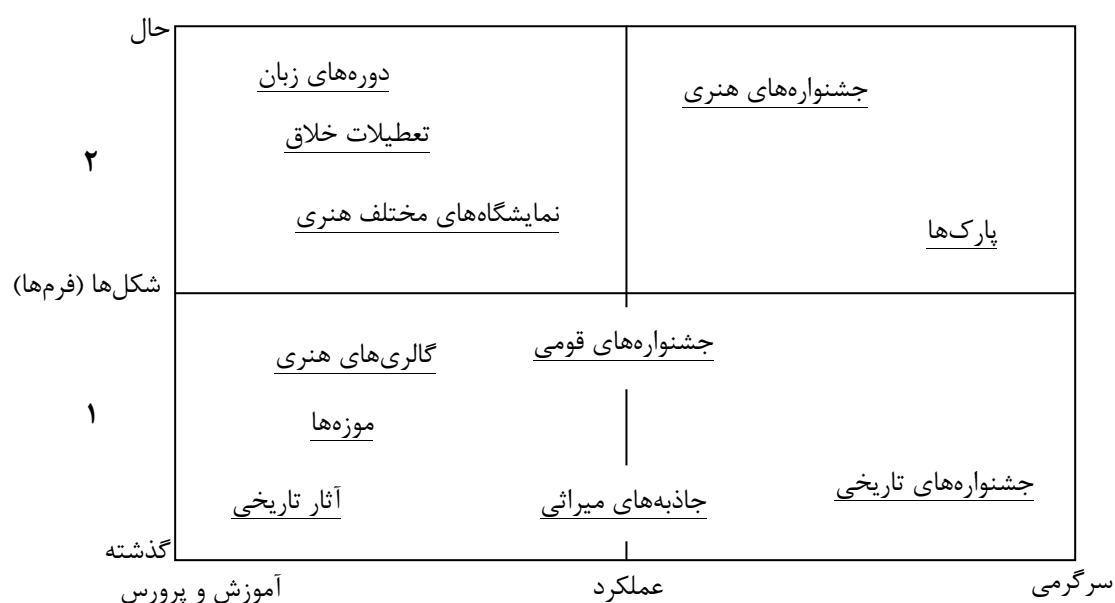 حال
دوره‌های زبان
جشنواره‌های هنری
تعطیلات خلاق
۲
نمایشگاه‌های مختلف هنری
پارک‌ها
شکل‌ها (فرم‌ها)
جشنواره‌های قومی
گالری‌های هنری
۱
موزه‌ها
جشنواره‌های تاریخی
جاذبه‌های میراثی
آثار تاریخی
گذشته
سرگرمی
عملکرد
آموزش و پرورس